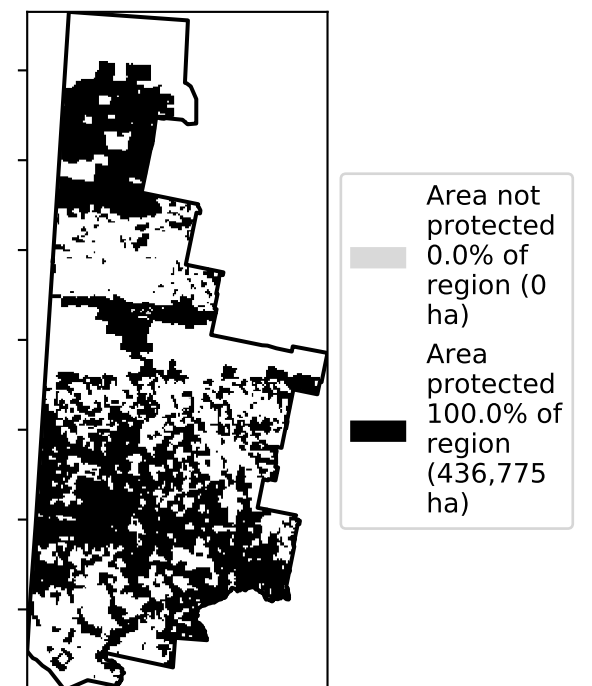 Area not
protected
0.0% of
region (0
ha)
Area
protected
100.0% of
region
(436,775
ha)